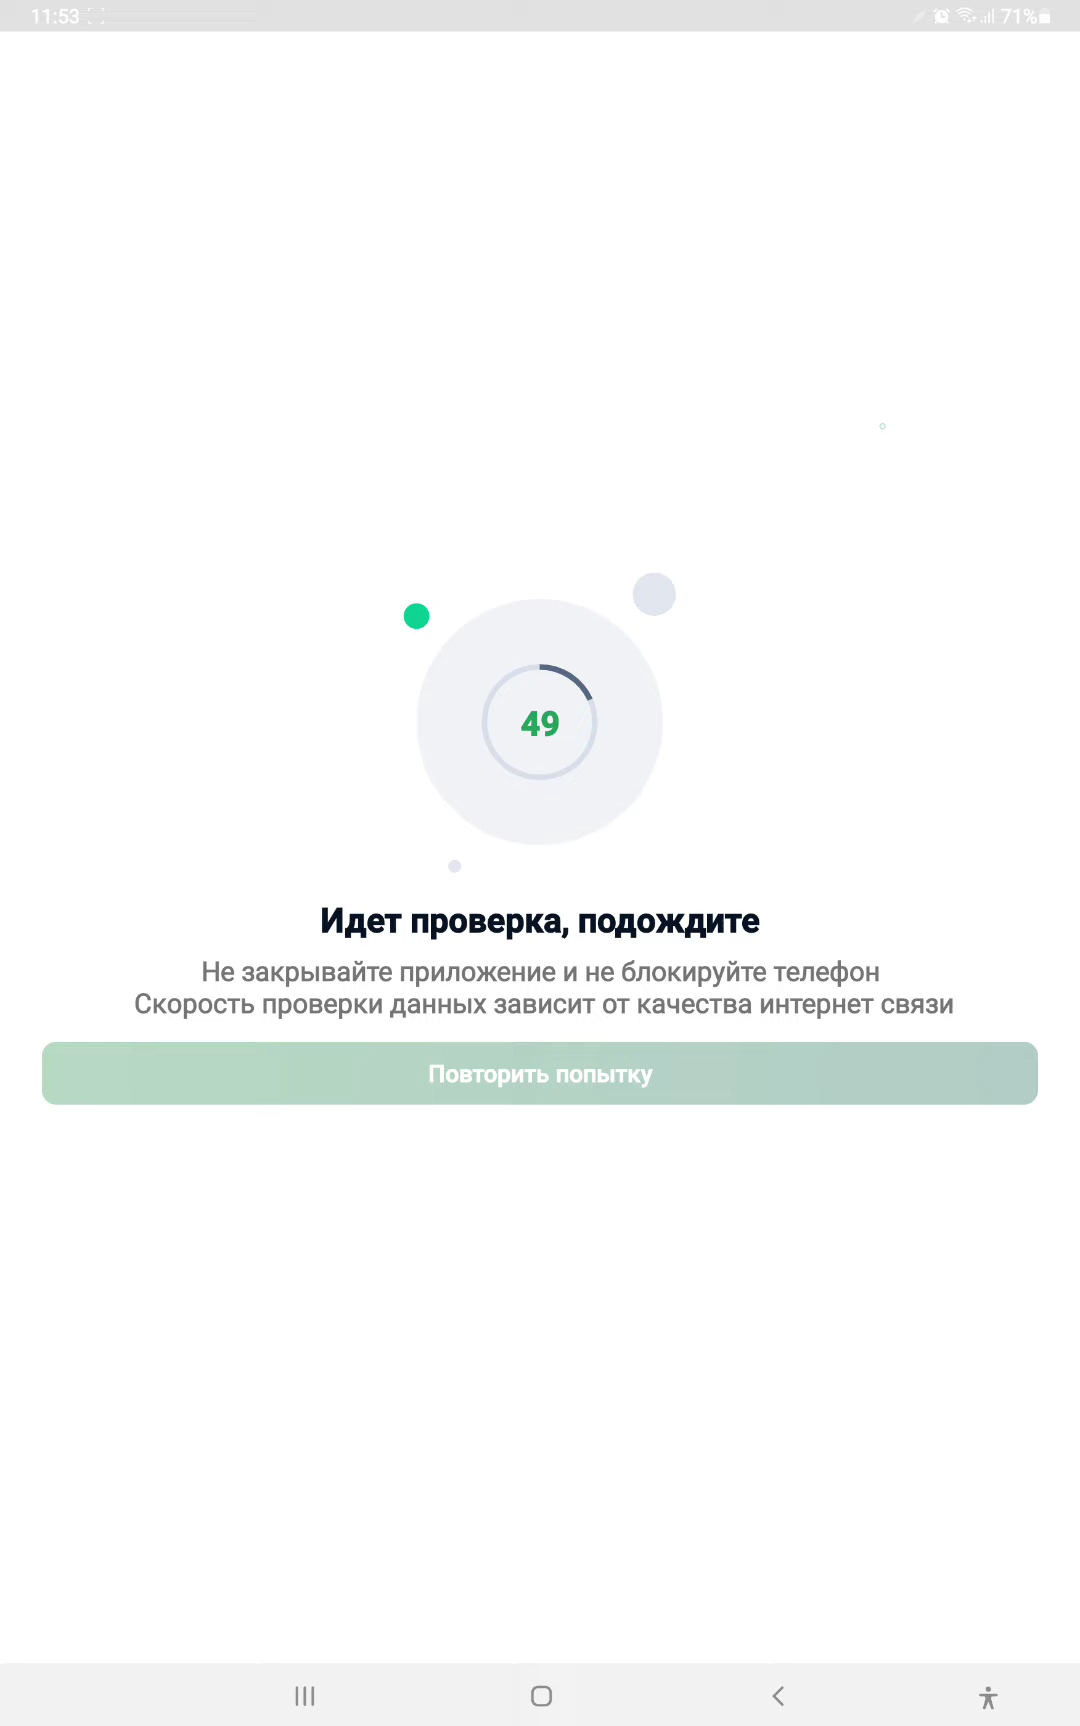 11:53
71%
49
Идет проверка, подождите
Не закрывайте приложение и не блокируйте телефон
Скорость проверки данных зависит от качества интернет связи
Повторить попытку